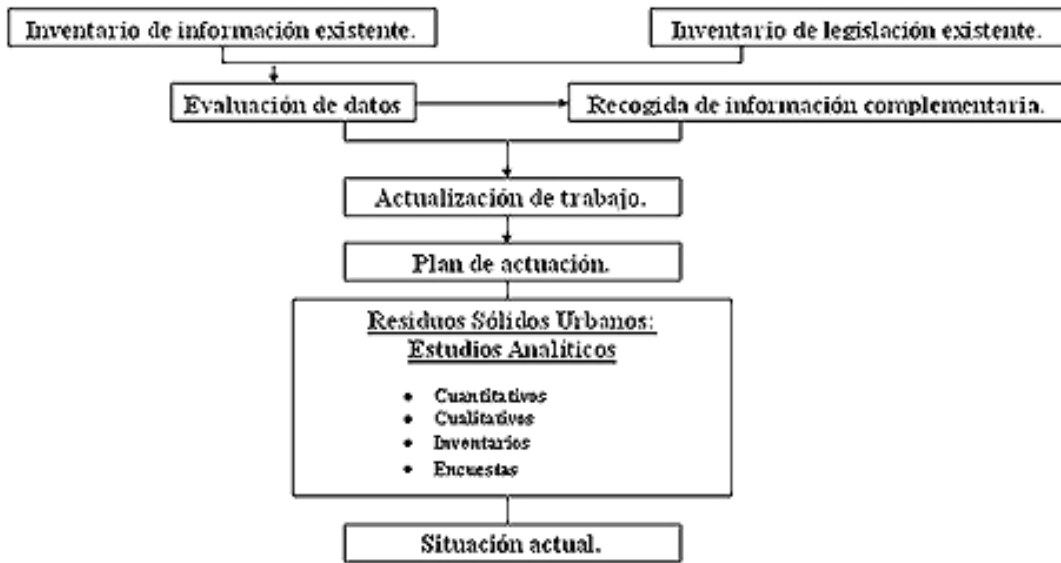 Inventario de información existente.
Inventario de legislación existente.
Evaluación de datos
Recogida de información complementaria.
Actualización de trabajo.
Plan de actuación.
Residuos Sólidos Urbanos:
Estudios Analíticos
• Cuantitativos
• Cualitativos
• Inventarios
• Encuestas
Situación actual.